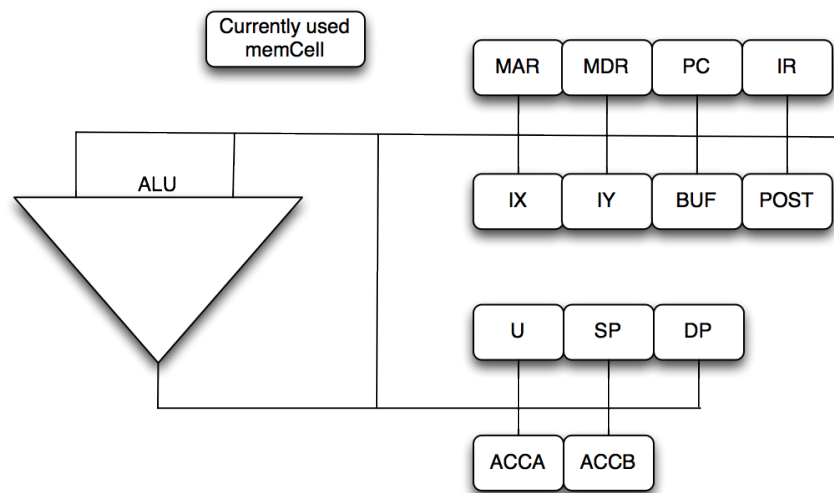 Currently used
memCell
MAR MDR PC IR
ALU
IX IY BUF POST
U SP DP
ACCA ACCB